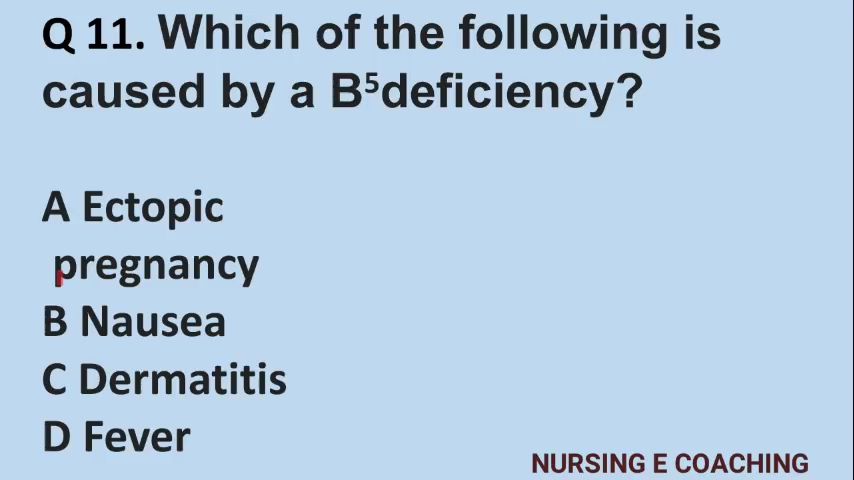 Q 11. Which of the following is
caused by a B⁵deficiency?
A Ectopic
pregnancy
B Nausea
C Dermatitis
D Fever
NURSING E COACHING